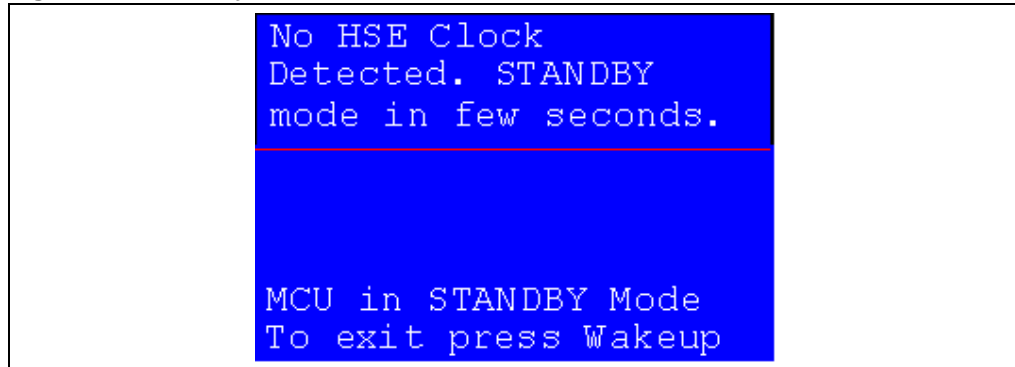 No HSE Clock
Detected. STANDBY
mode in few seconds.
MCU in STANDBY Mode
To exit press Wakeup